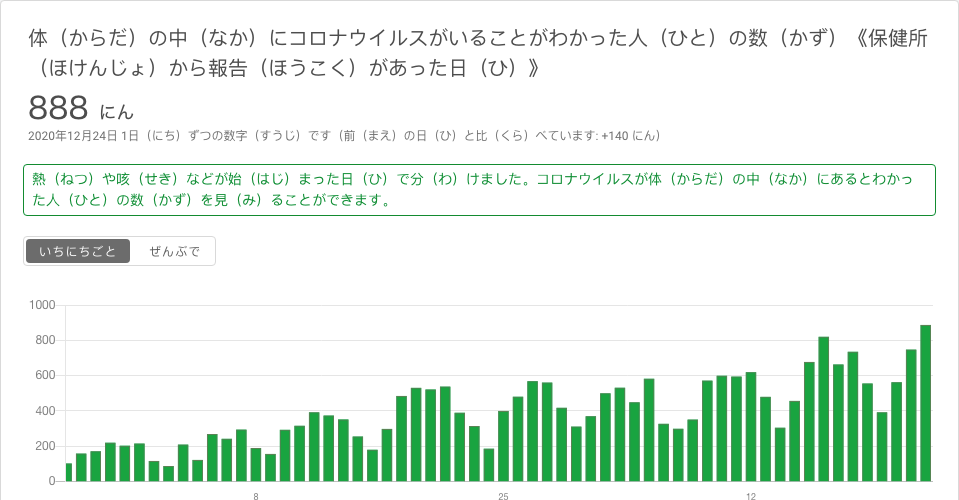 体（からだ）の中（なか）にコロナウイルスがいることがわかった人（ひと）の数（かず）《保健所
（ほけんじょ）から報告（ほうこく）があった日（ひ）》
888 にん
2020年12月24日 1日（にち）ずつの数字（すうじ）です（前（まえ）の日（ひ）と比（くら）べています: +140 にん）
熱（ねつ）や咳（せき）などが始（はじ）まった日（ひ）で分（わ）けました。コロナウイルスが体（からだ）の中（なか）にあるとわかっ
た人（ひと）の数（かず）を見（み）ることができます。
いちにちごと ぜんぶで
1000
800
600
400
200
0
8 25 12